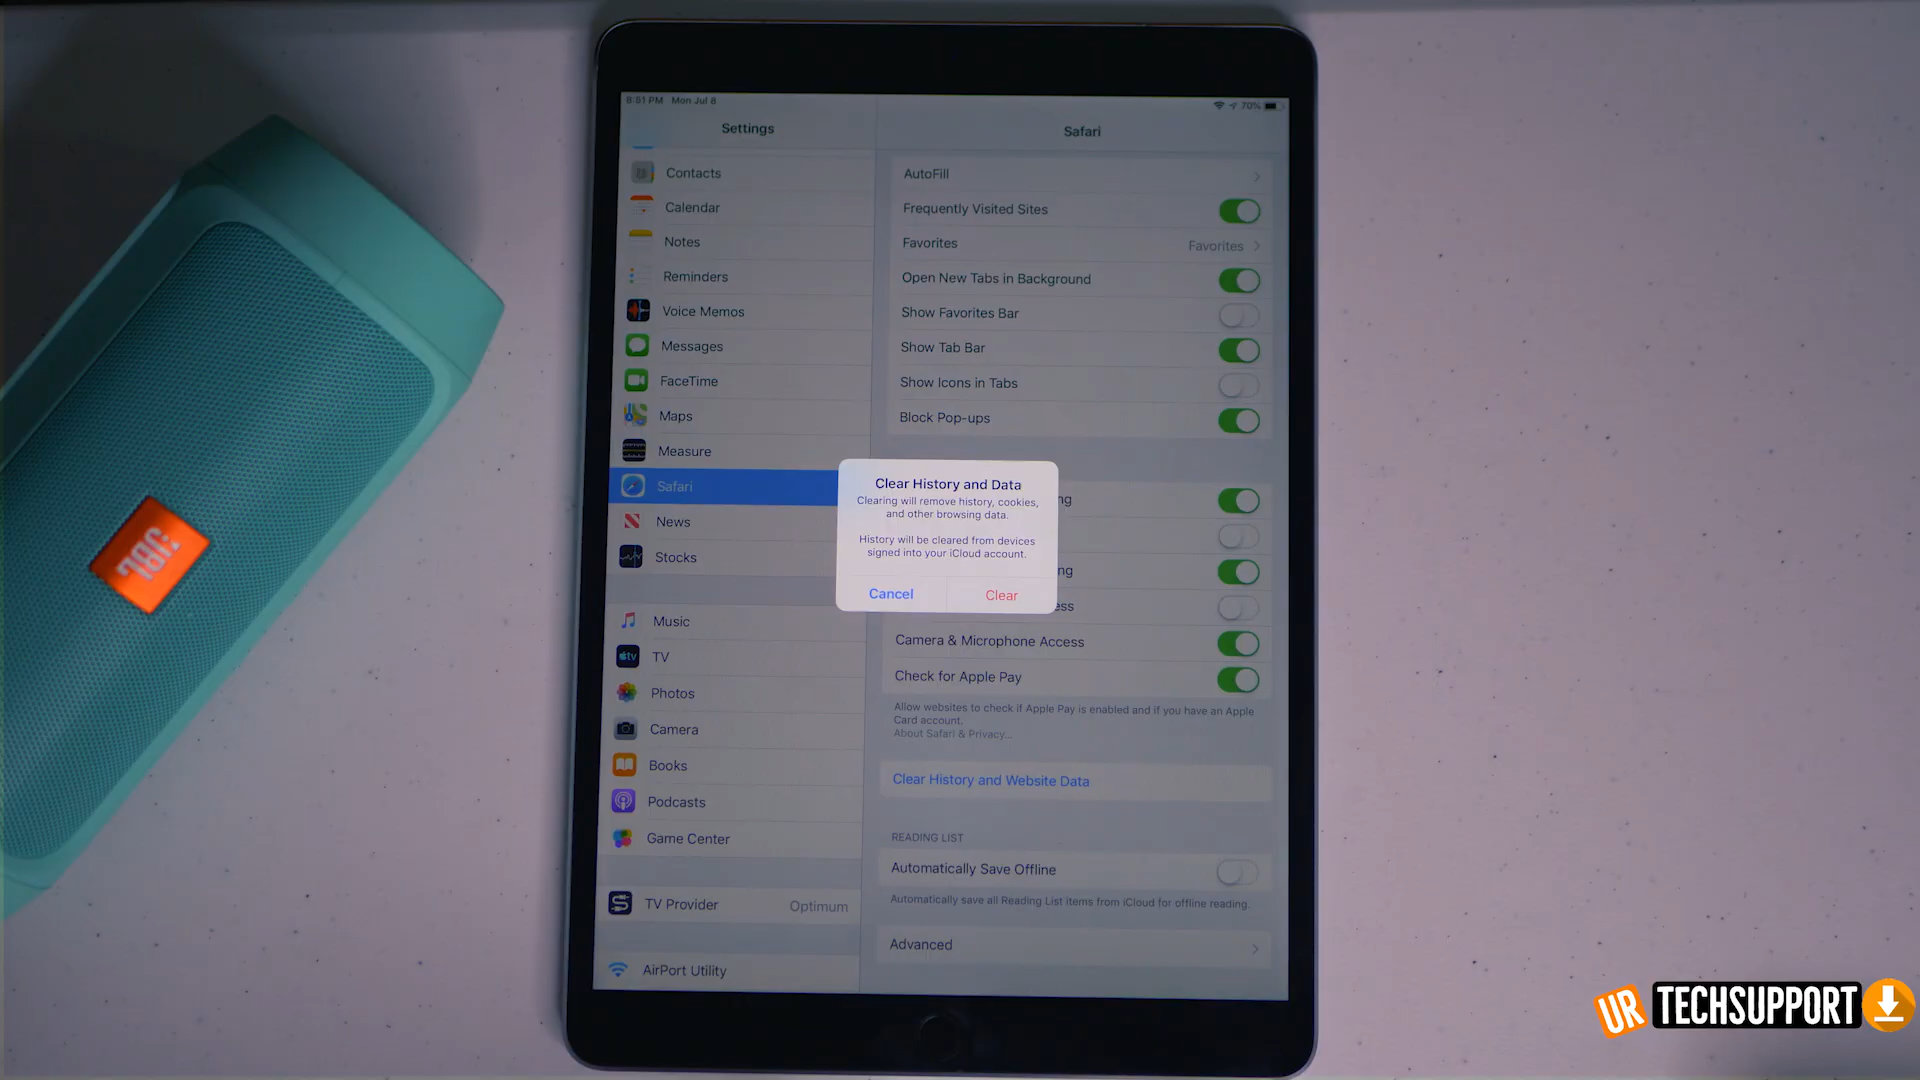 8:51 PM Mon Jul 8
70%
Settings
Safari
Contacts
Calendar
Notes
Reminders
Voice Memos
Messages
FaceTime
Maps
Measure
Safari
News
Stocks
Music
TV
Photos
Camera
Books
Podcasts
Game Center
TV Provider Optimum
AirPort Utility
AutoFill
Frequently Visited Sites
Favorites Favorites
Open New Tabs in Background
Show Favorites Bar
Show Tab Bar
Show Icons in Tabs
Block Pop-ups
ng
ng
ess
Camera & Microphone Access
Check for Apple Pay
Allow websites to check if Apple Pay is enabled and if you have an Apple
Card account.
About Safari & Privacy...
Clear History and Website Data
READING LIST
Automatically Save Offline
Automatically save all Reading List items from iCloud for offline reading.
Advanced
Clear History and Data
Clearing will remove history, cookies,
and other browsing data.
History will be cleared from devices
signed into your iCloud account.
Cancel Clear
JBL
tv
UR TECHSUPPORT